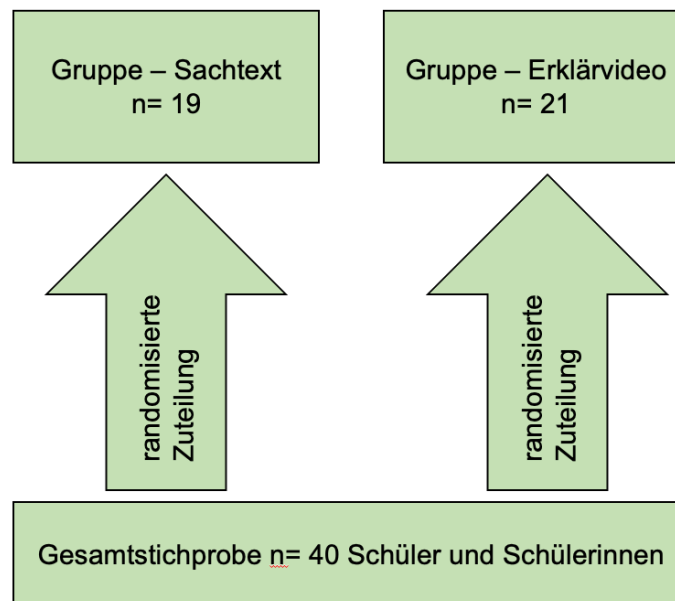 Gruppe – Sachtext
n= 19
Gruppe – Erklärvideo
n= 21
randomisierte
Zuteilung
randomisierte
Zuteilung
Gesamtstichprobe n= 40 Schüler und Schülerinnen